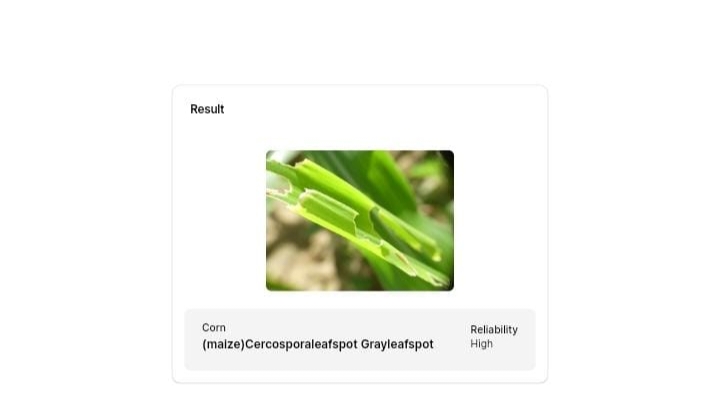 Result
Corn
(maize)Cercosporaleafspot Grayleafspot
Reliability
High